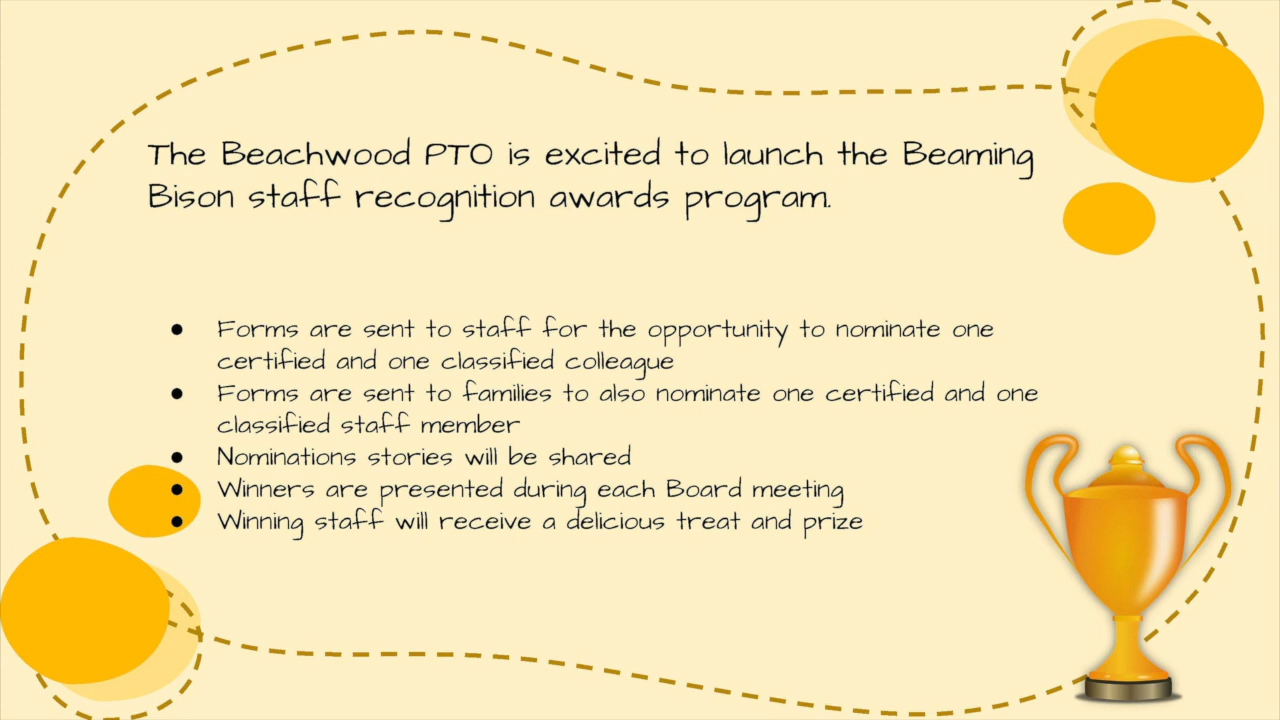 The Beachwood PTO is excited to launch the Beaming
Bison staff recognition awards program.
● Forms are sent to staff for the opportunity to nominate one
certified and one classified colleague
● Forms are sent to families to also nominate one certified and one
classified staff member
● Nominations stories will be shared
● Winners are presented during each Board meeting
● Winning staff will receive a delicious treat and prize